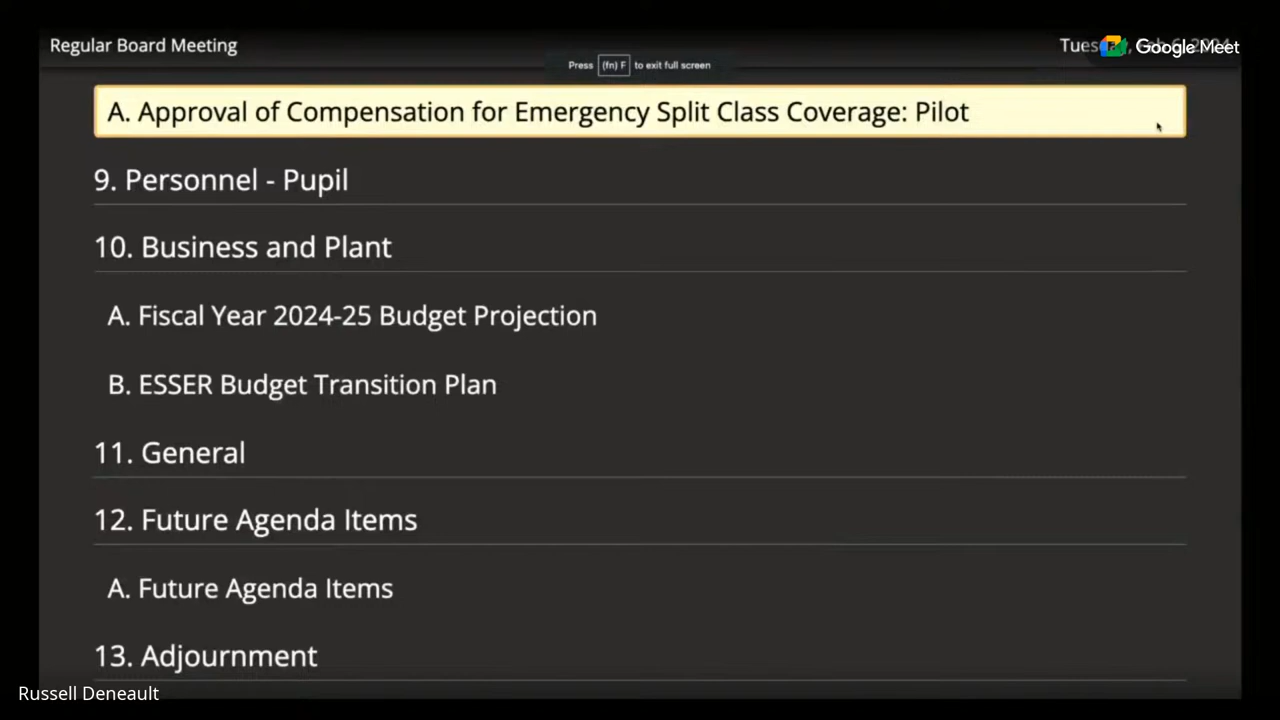 Regular Board Meeting
Google Meet
Press (fn) F to exit full screen
A. Approval of Compensation for Emergency Split Class Coverage: Pilot
9. Personnel - Pupil
10. Business and Plant
A. Fiscal Year 2024-25 Budget Projection
B. ESSER Budget Transition Plan
11. General
12. Future Agenda Items
A. Future Agenda Items
13. Adjournment
Russell Deneault